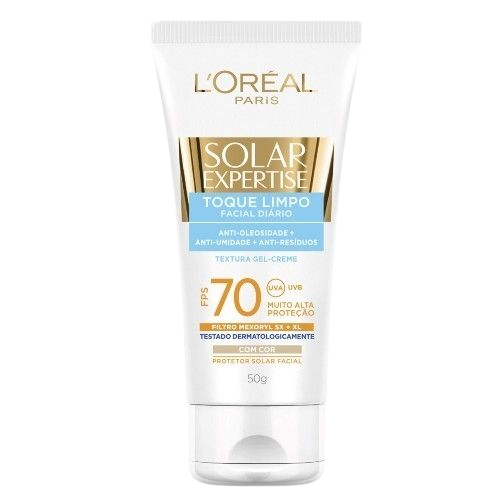 L'ORÉAL
PARIS
SOLAR
EXPERTISE
TOQUE LIMPO
FACIAL DIÁRIO
ANTI-OLEOSIDADE +
ANTI-UMIDADE + ANTI-RESÍDUOS
TEXTURA GEL-CREME
FPS 70 UVA UVB
MUITO ALTA
PROTEÇÃO
FILTRO MEXORYL SX + XL
TESTADO DERMATOLOGICAMENTE
COM COR
PROTETOR SOLAR FACIAL
50g